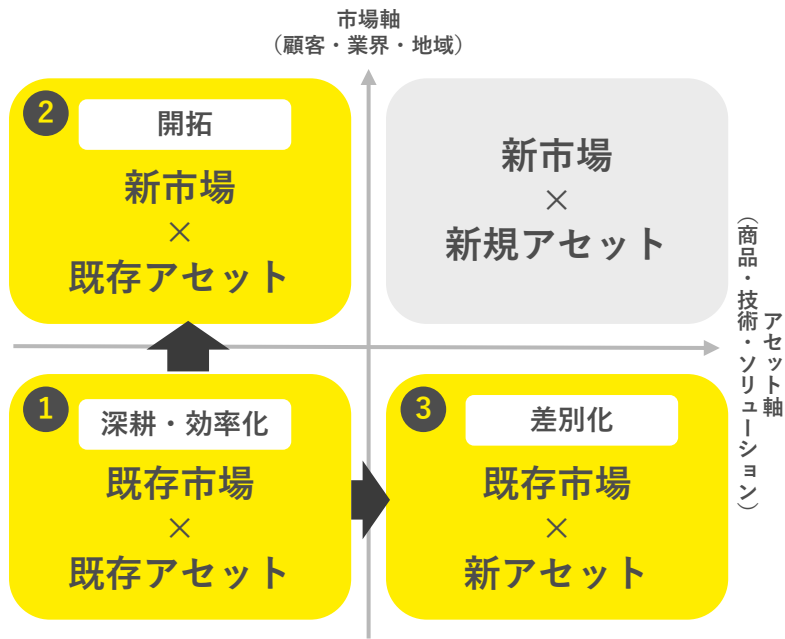 市場軸
（顧客・業界・地域）
2
開拓
新市場
×
既存アセット
新市場
×
新規アセット
アセット軸
（商品・技術・ソリューション）
1
深耕・効率化
既存市場
×
既存アセット
3
差別化
既存市場
×
新アセット